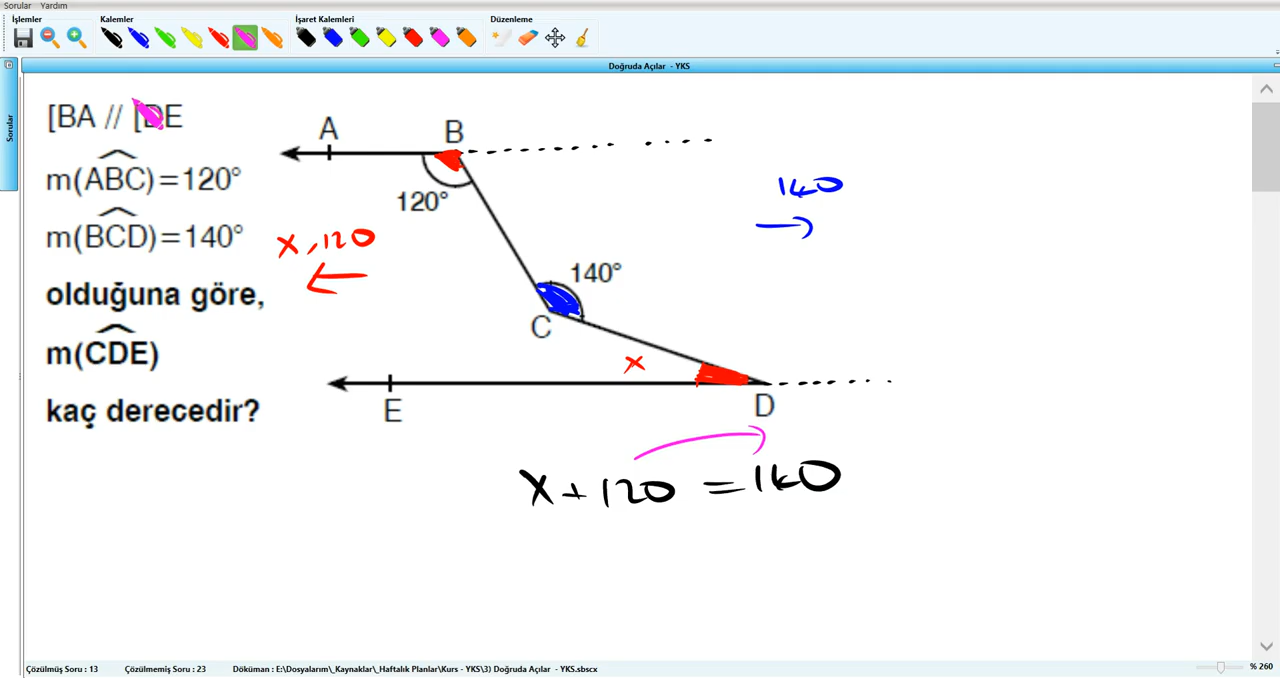 Sorular Yardım
İşlemler Kalemler İşaret Kalemleri Düzenleme
Doğruda Açılar - YKS
Sorular
[BA // [DE
m(ABC)=120°
m(BCD)=140°
olduğuna göre,
m(CDE)
kaç derecedir?
A B
120°
x, 120
140
140°
C
x
E D
x + 120 = 140
Çözülmüş Soru : 13 Çözülmemiş Soru : 23 Döküman : E:\Dosyalarım\_Kaynaklar\_Haftalık Planlar\Kurs - YKS\3) Doğruda Açılar - YKS.sbscx % 260